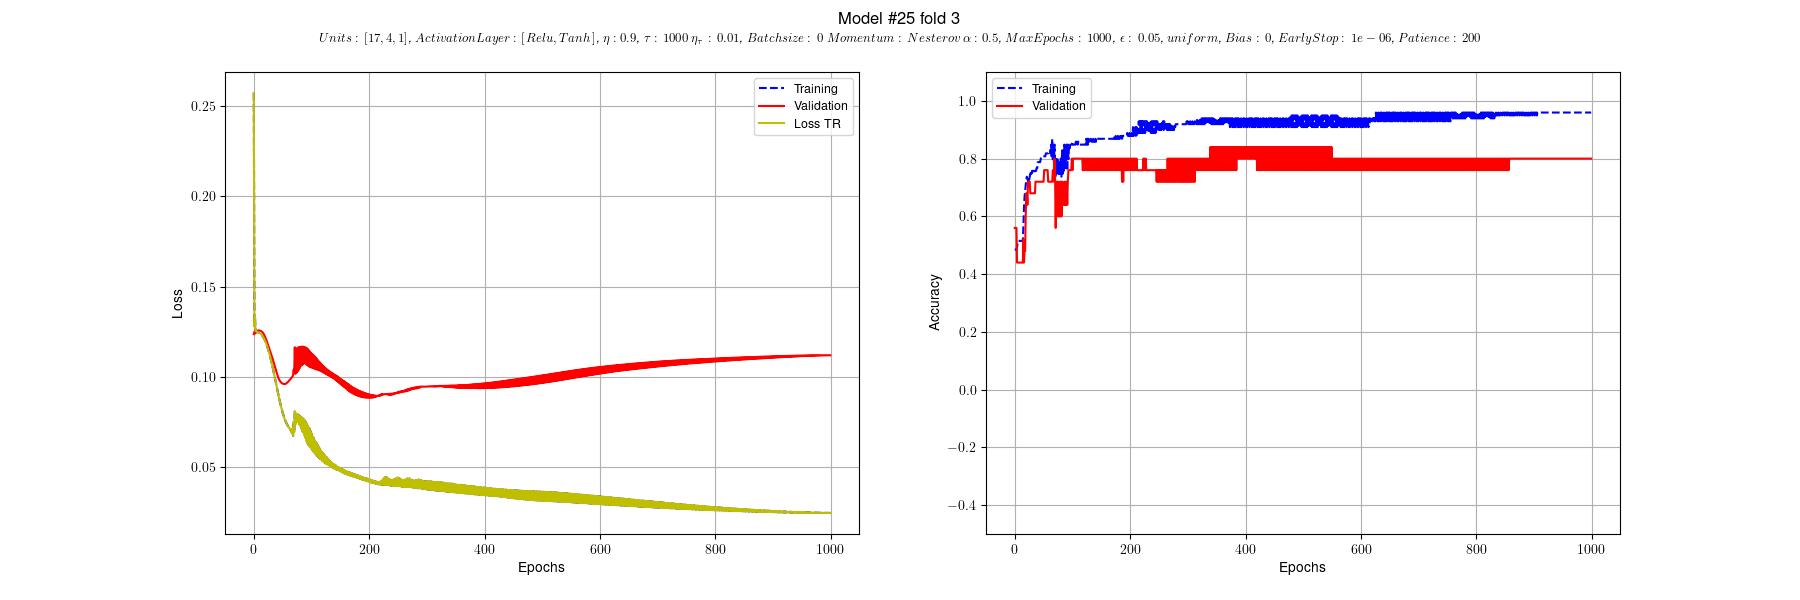 Model #25 fold 3
Units : [17, 4, 1], ActivationLayer : [Relu, Tanh], η : 0.9, τ : 1000 ητ : 0.01, Batchsize : 0 Momentum : Nesterov α : 0.5, MaxEpochs : 1000, ϵ : 0.05, uniform, Bias : 0, EarlyStop : 1e − 06, Patience : 200
Training
Validation
Loss TR
0.25
0.20
0.15
0.10
0.05
Loss
0 200 400 600 800 1000
Epochs
Training
Validation
1.0
0.8
0.6
0.4
0.2
0.0
−0.2
−0.4
Accuracy
0 200 400 600 800 1000
Epochs